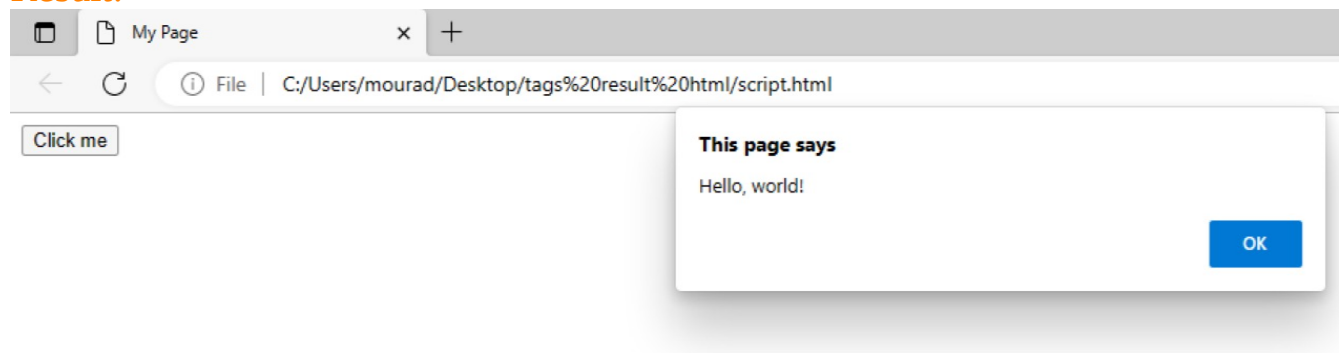 Result:
My Page
File | C:/Users/mourad/Desktop/tags%20result%20html/script.html
Click me
This page says
Hello, world!
OK